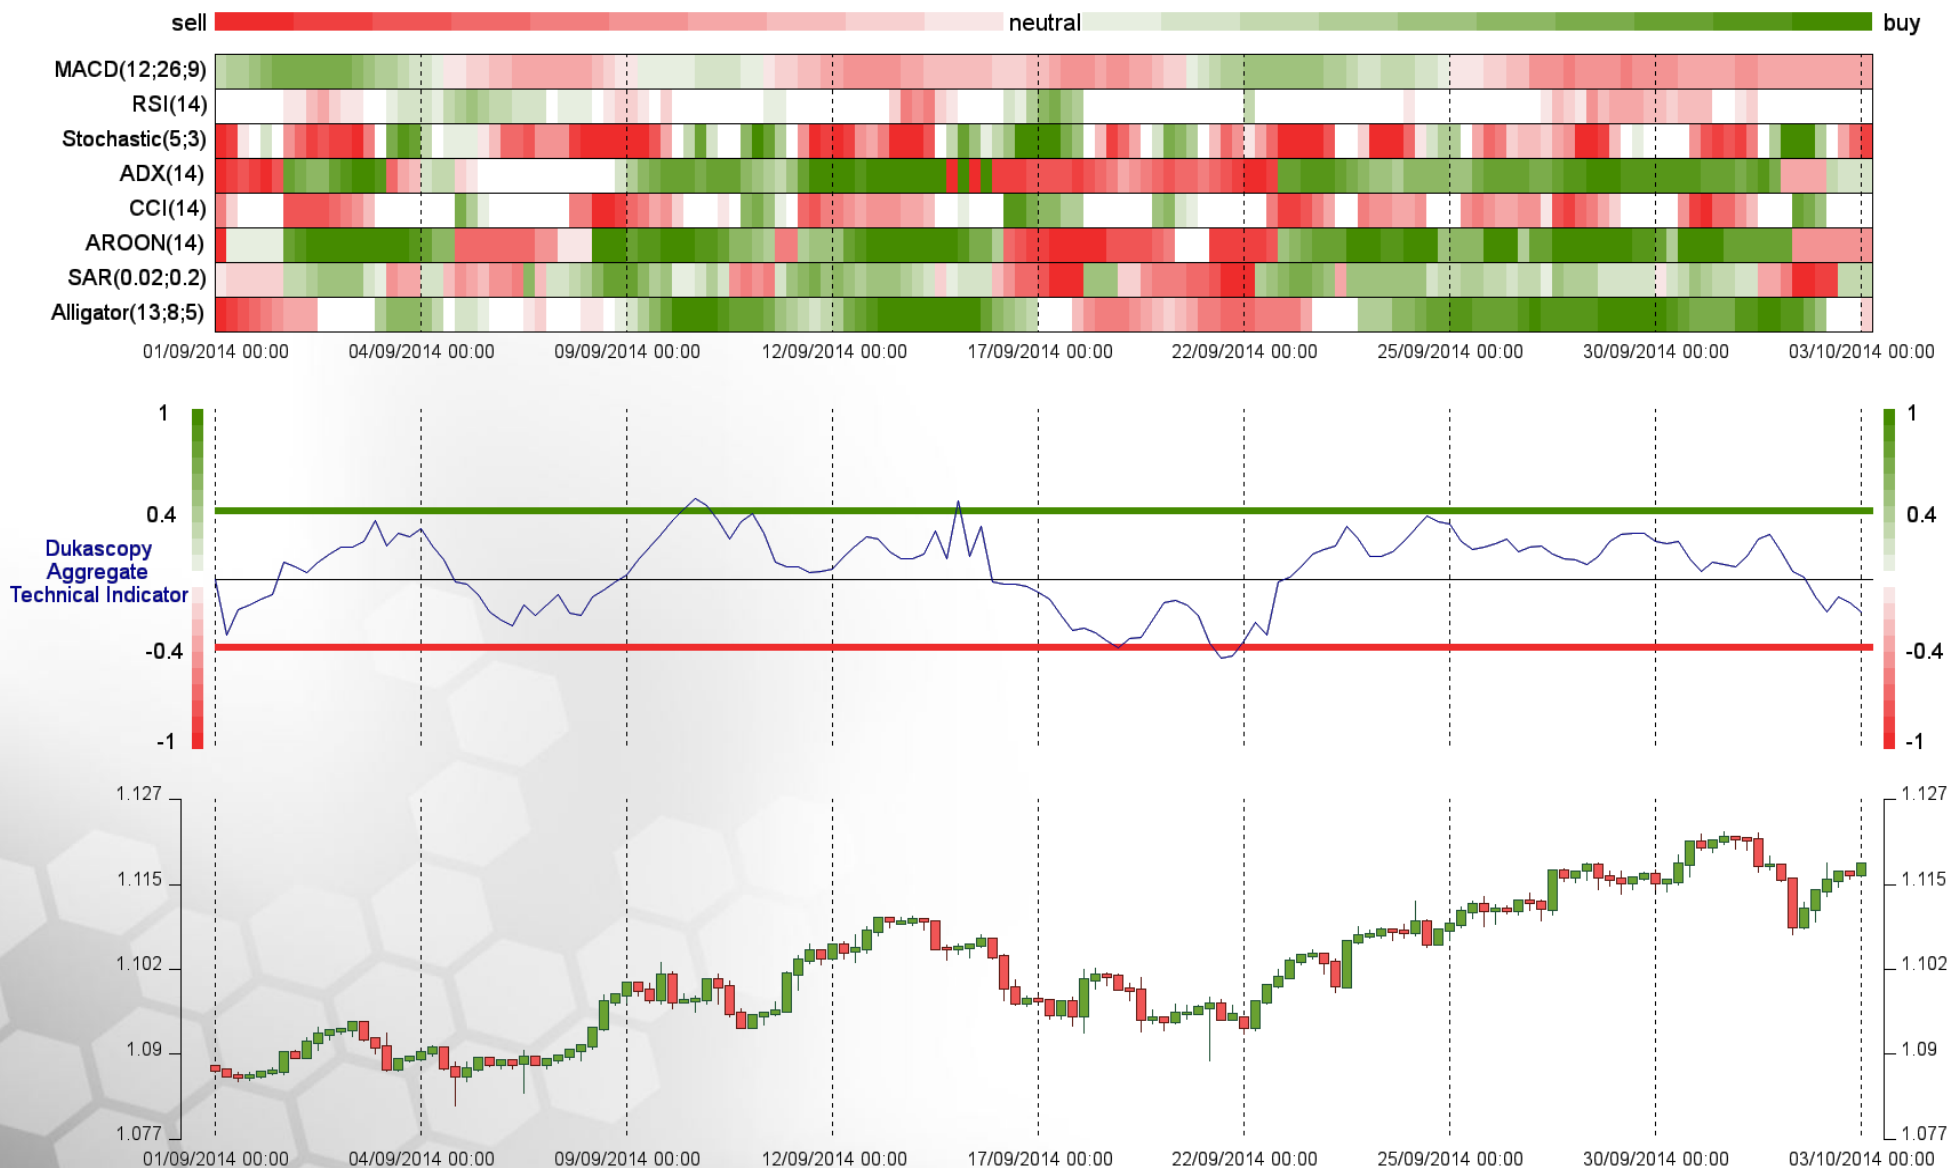 sell neutral buy
MACD(12;26;9)
RSI(14)
Stochastic(5;3)
ADX(14)
CCI(14)
AROON(14)
SAR(0.02;0.2)
Alligator(13;8;5)
01/09/2014 00:00 04/09/2014 00:00 09/09/2014 00:00 12/09/2014 00:00 17/09/2014 00:00 22/09/2014 00:00 25/09/2014 00:00 30/09/2014 00:00 03/10/2014 00:00
1 1
0.4 0.4
Dukascopy
Aggregate
Technical Indicator
-0.4 -0.4
-1 -1
1.127 1.127
1.115 1.115
1.102 1.102
1.09 1.09
1.077 1.077
01/09/2014 00:00 04/09/2014 00:00 09/09/2014 00:00 12/09/2014 00:00 17/09/2014 00:00 22/09/2014 00:00 25/09/2014 00:00 30/09/2014 00:00 03/10/2014 00:00